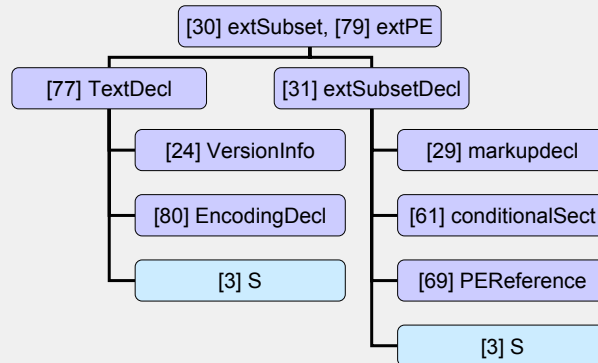 [30] extSubset, [79] extPE
[77] TextDecl
[31] extSubsetDecl
[24] VersionInfo
[29] markupdecl
[80] EncodingDecl
[61] conditionalSect
[3] S
[69] PEReference
[3] S